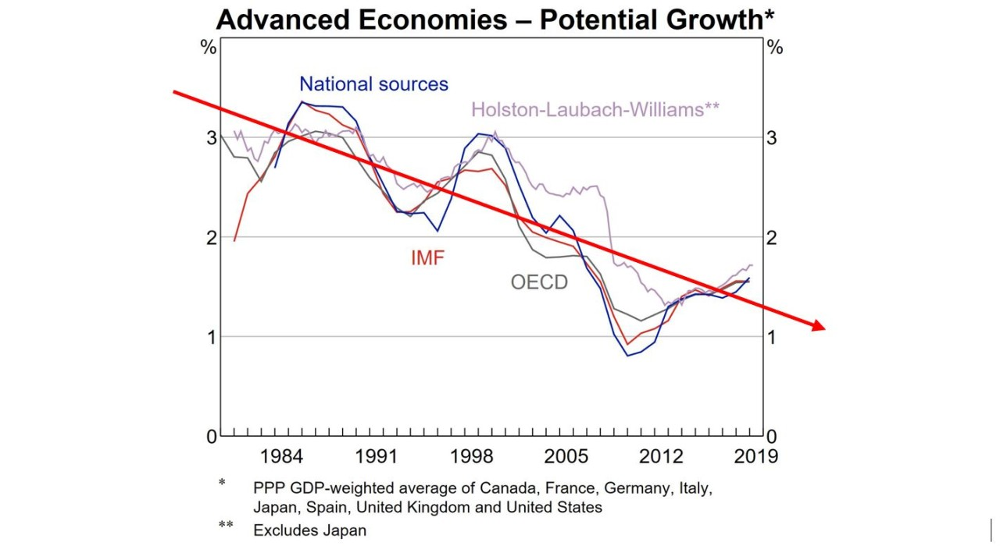 Advanced Economies – Potential Growth*
% %
National sources
Holston-Laubach-Williams**
3 3
2 2
IMF
OECD
1 1
0 0
1984 1991 1998 2005 2012 2019
* PPP GDP-weighted average of Canada, France, Germany, Italy,
Japan, Spain, United Kingdom and United States
** Excludes Japan